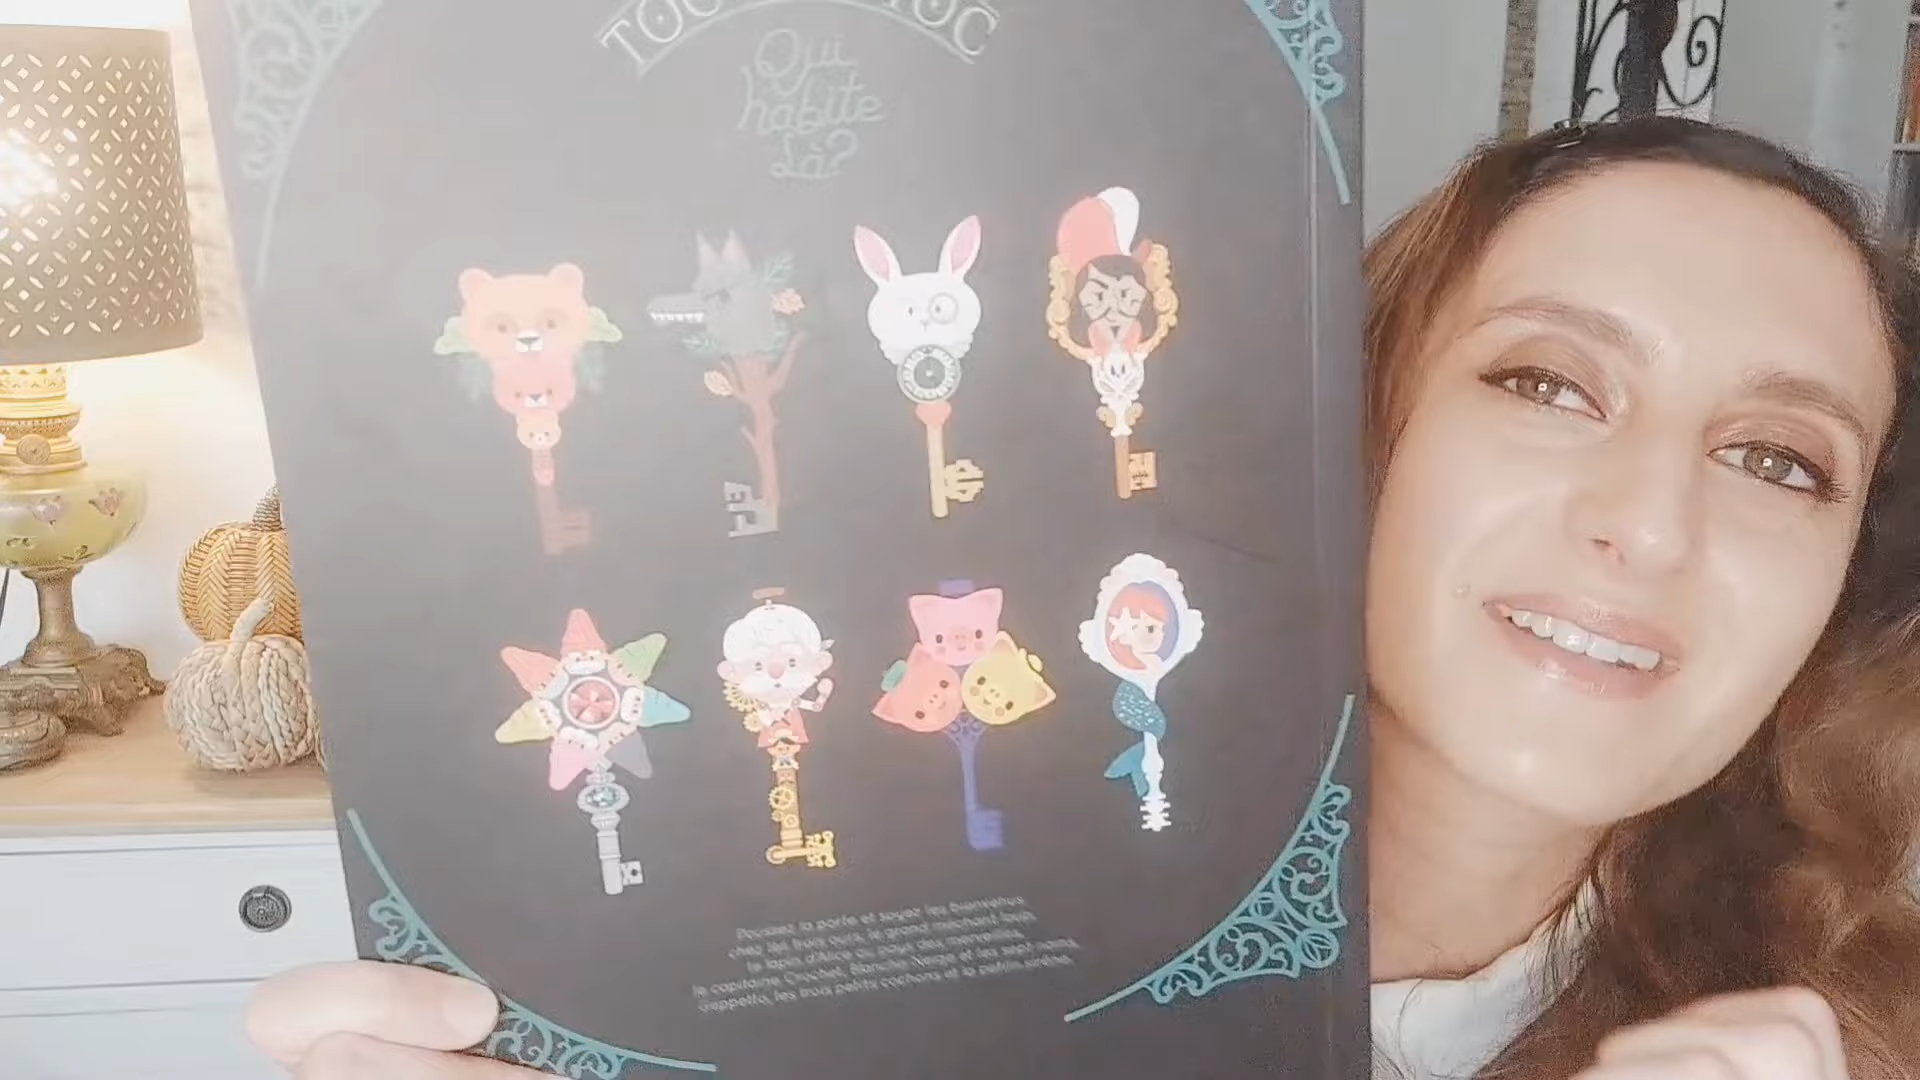 TOC TOC
Qui
habite
Là?
Poussez la porte et soyez les bienvenus
chez les trois ours, le grand méchant loup,
le lapin d'Alice au pays des merveilles,
le capitaine Crochet, Blanche-Neige et les sept nains,
Geppetto, les trois petits cochons et la petite sirène.